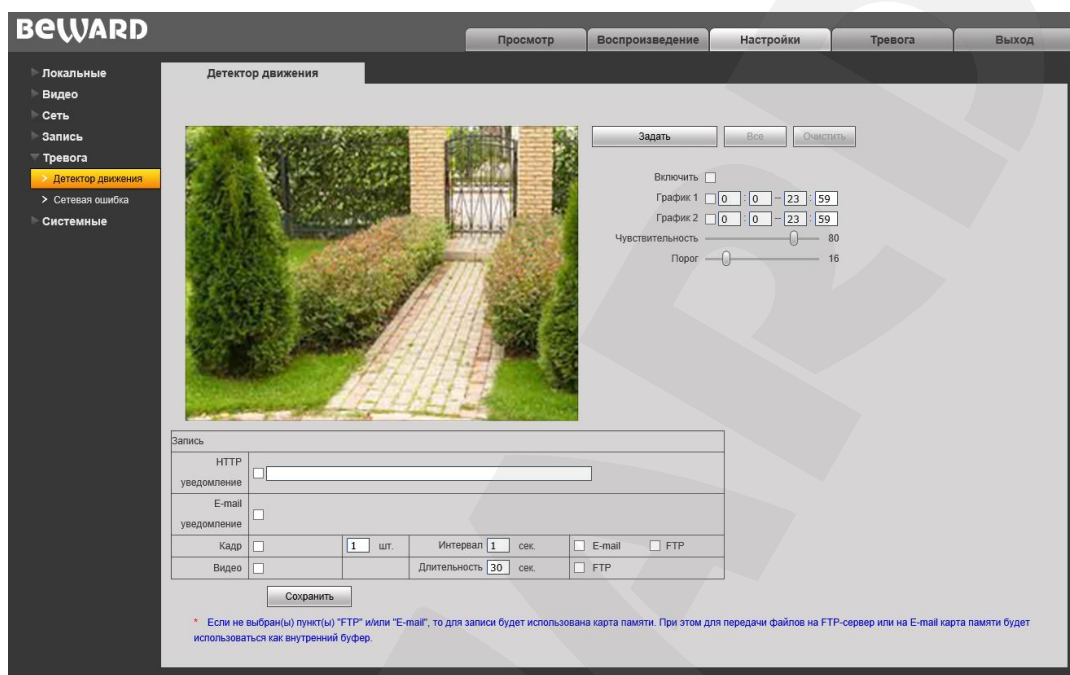 BEWARD
Просмотр Воспроизведение Настройки Тревога Выход
Локальные
Видео
Сеть
Запись
Тревога
Детектор движения
Сетевая ошибка
Системные
Детектор движения
Задать Все Очистить
Включить
График 1 0 : 0 – 23 : 59
График 2 0 : 0 – 23 : 59
Чувствительность 80
Порог 16
Запись
HTTP
уведомление
E-mail
уведомление
Кадр 1 шт. Интервал 1 сек. E-mail FTP
Видео Длительность 30 сек. FTP
Сохранить
* Если не выбран(ы) пункт(ы) "FTP" и/или "E-mail", то для записи будет использована карта памяти. При этом для передачи файлов на FTP-сервер или на E-mail карта памяти будет
использоваться как внутренний буфер.